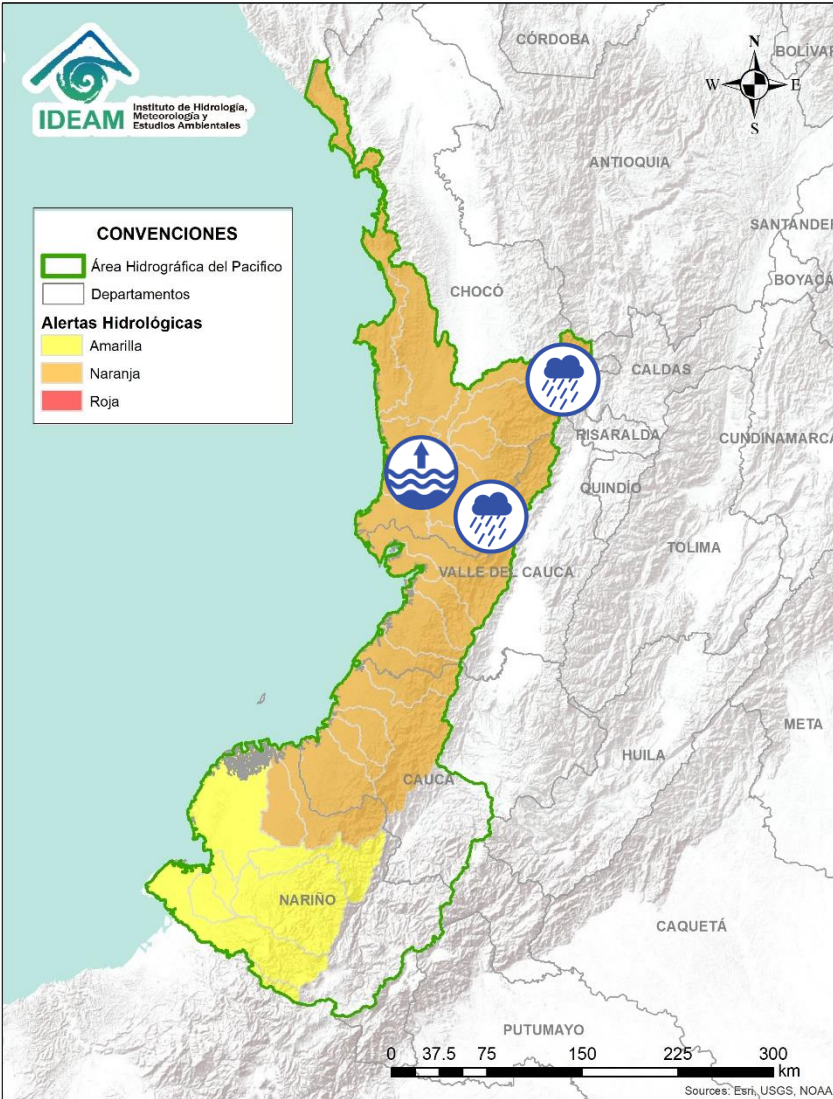 IDEAM
Instituto de Hidrología,
Meteorología y
Estudios Ambientales
N
W
E
S
CÓRDOBA
BOLÍVAR
ANTIOQUIA
SANTANDER
BOYACÁ
CHOCÓ
CALDAS
RISARALDA
CUNDINAMARCA
QUINDÍO
TOLIMA
VALLE DEL CAUCA
META
HUILA
CAUCA
NARIÑO
CAQUETÁ
PUTUMAYO
CONVENCIONES
Área Hidrográfica del Pacifico
Departamentos
Alertas Hidrológicas
Amarilla
Naranja
Roja
0 37.5 75 150 225 300
km
Sources: Esri, USGS, NOAA